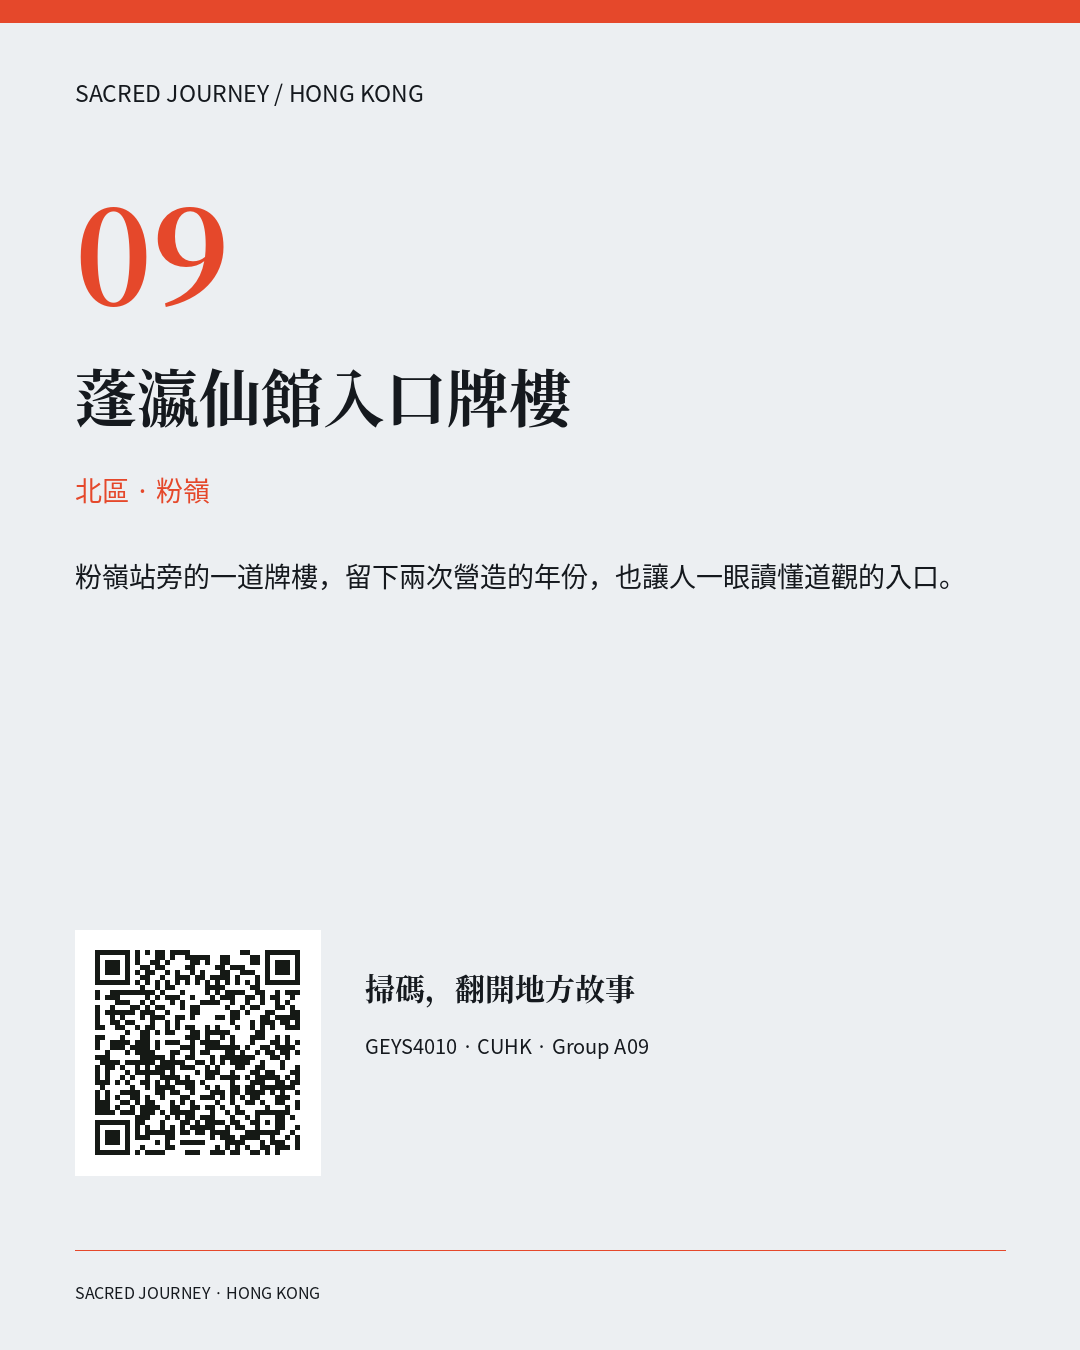 SACRED JOURNEY / HONG KONG
09
蓬瀛仙館入口牌樓
北區 · 粉嶺
粉嶺站旁的一道牌樓，留下兩次營造的年份，也讓人一眼讀懂道觀的入口。
掃碼，翻開地方故事
GEYS4010 · CUHK · Group A09
SACRED JOURNEY · HONG KONG